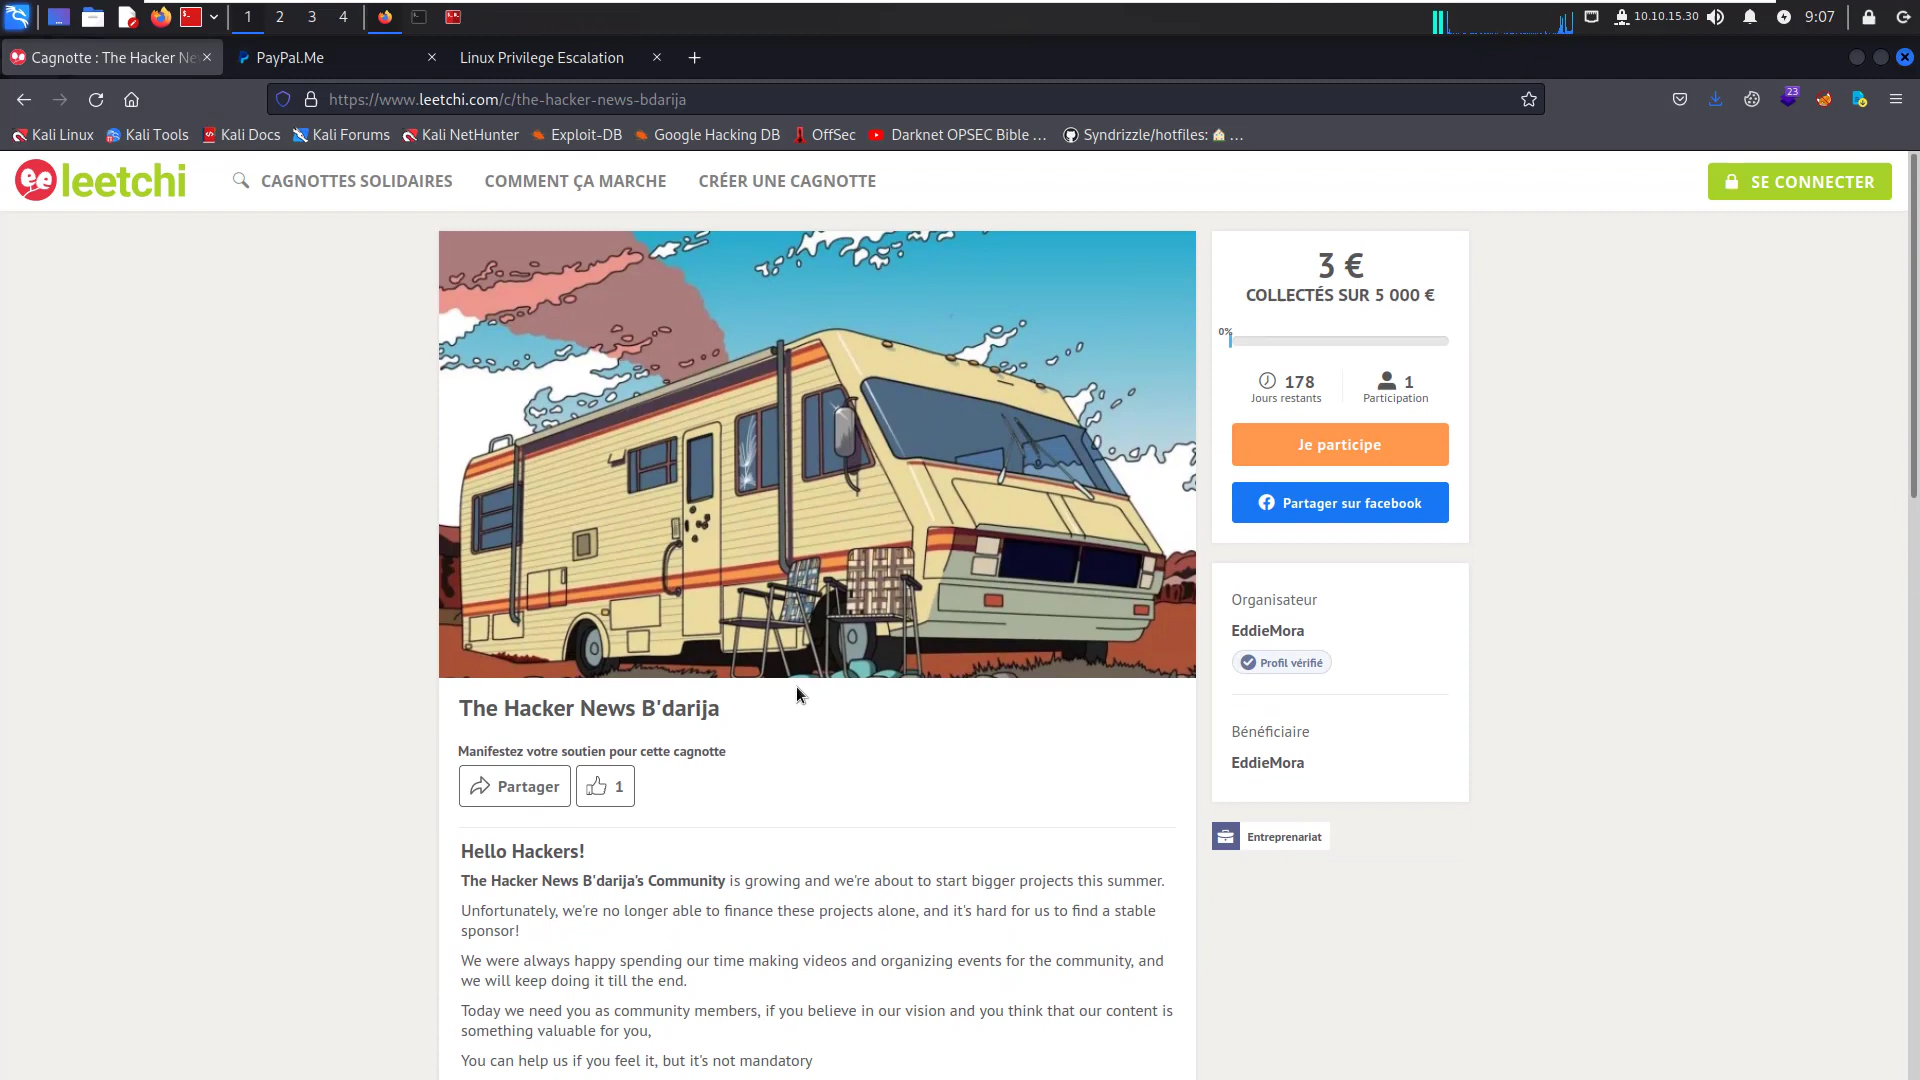 1 2 3 4
10.10.15.30
9:07
Cagnotte : The Hacker Ne
PayPal.Me
Linux Privilege Escalation
https://www.leetchi.com/c/the-hacker-news-bdarija
23
Kali Linux
Kali Tools
Kali Docs
Kali Forums
Kali NetHunter
Exploit-DB
Google Hacking DB
OffSec
Darknet OPSEC Bible ...
Syndrizzle/hotfiles: ...
leetchi
CAGNOTTES SOLIDAIRES
COMMENT ÇA MARCHE
CRÉER UNE CAGNOTTE
SE CONNECTER
3 €
COLLECTÉS SUR 5 000 €
0%
178
Jours restants
1
Participation
Je participe
Partager sur facebook
Organisateur
EddieMora
Profil vérifié
Bénéficiaire
EddieMora
Entreprenariat
The Hacker News B'darija
Manifestez votre soutien pour cette cagnotte
Partager
1
Hello Hackers!
The Hacker News B'darija's Community is growing and we're about to start bigger projects this summer.
Unfortunately, we're no longer able to finance these projects alone, and it's hard for us to find a stable
sponsor!
We were always happy spending our time making videos and organizing events for the community, and
we will keep doing it till the end.
Today we need you as community members, if you believe in our vision and you think that our content is
something valuable for you,
You can help us if you feel it, but it's not mandatory